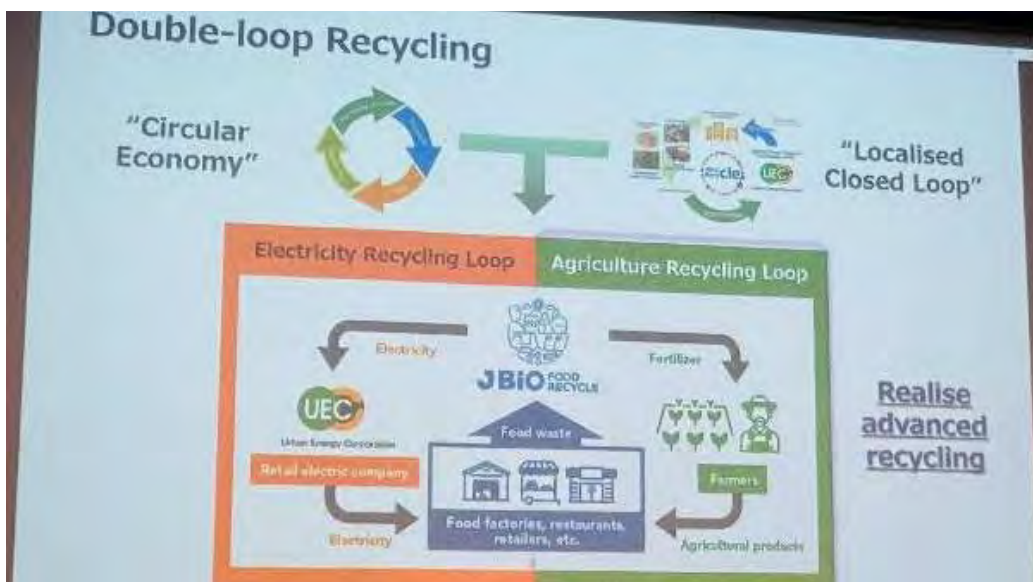 Double-loop Recycling
"Circular
Economy"
"Localised
Closed Loop"
UEC
Electricity Recycling Loop
Agriculture Recycling Loop
Electricity
Fertilizer
JBiO FOOD
RECYCLE
UEC
Urban Energy Corporation
Food waste
Retail electric company
Farmers
Food factories, restaurants,
retailers, etc.
Electricity
Agricultural products
Realise
advanced
recycling